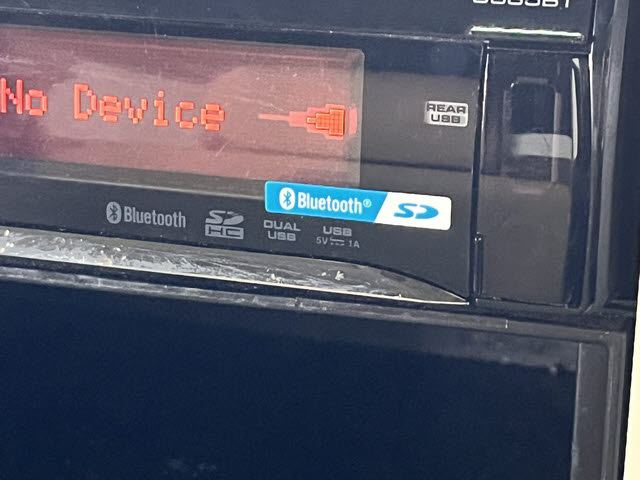 No Device
REAR
USB
Bluetooth® SD
Bluetooth SD HC DUAL USB USB 5V 1A